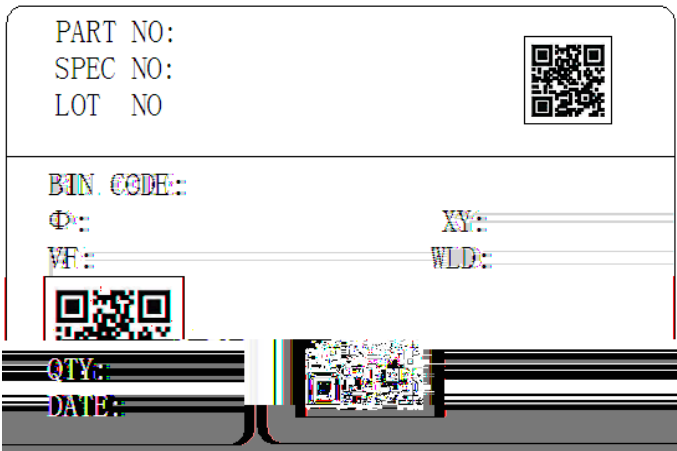 PART NO:
SPEC NO:
LOT NO
BIN CODE:
Φ: XY:
VF: WLD:
QTY:
DATE: